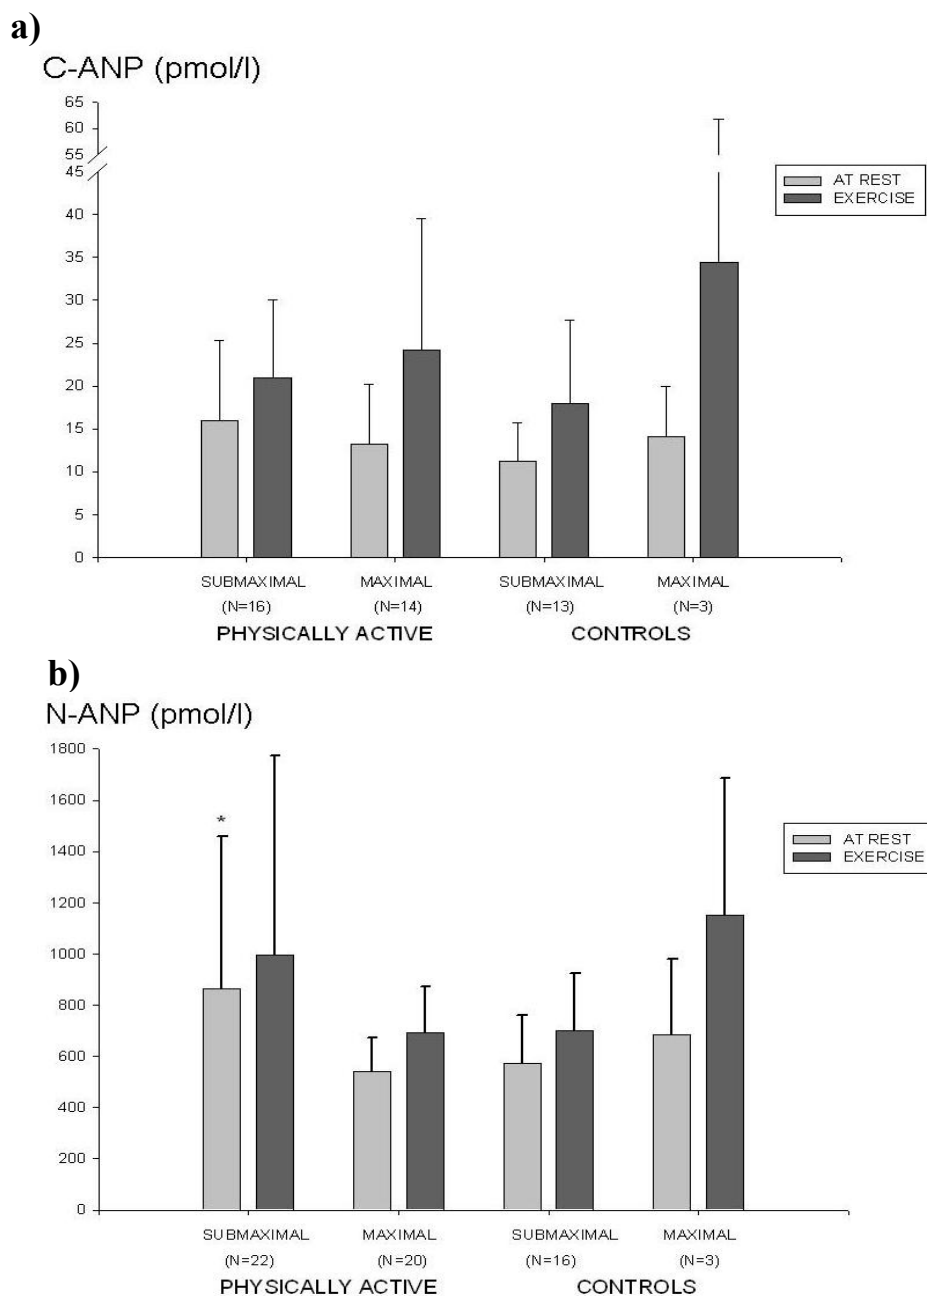 a)
C-ANP (pmol/l)
65
60
55
45
40
35
30
25
20
15
10
5
0
AT REST
EXERCISE
SUBMAXIMAL MAXIMAL SUBMAXIMAL MAXIMAL
(N=16) (N=14) (N=13) (N=3)
PHYSICALLY ACTIVE CONTROLS
b)
N-ANP (pmol/l)
1800
1600
1400
1200
1000
800
600
400
200
0
*
AT REST
EXERCISE
SUBMAXIMAL MAXIMAL SUBMAXIMAL MAXIMAL
(N=22) (N=20) (N=16) (N=3)
PHYSICALLY ACTIVE CONTROLS